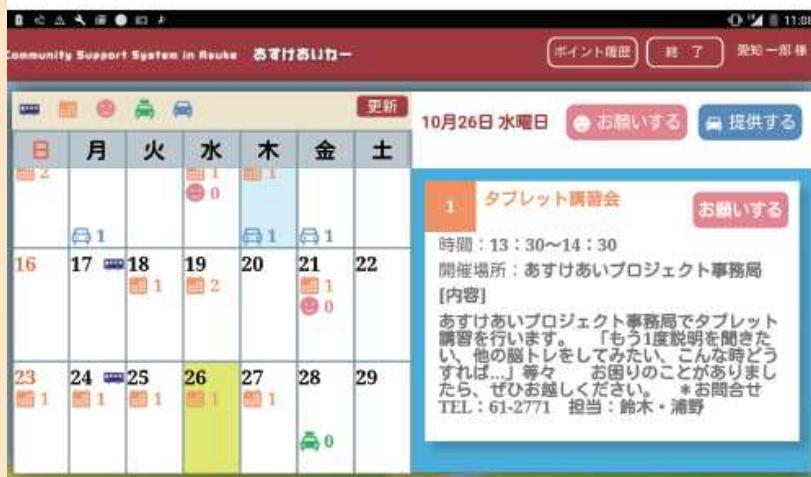 11:08
Community Support System in Asuke あすけあいカー
ポイント履歴
終 了
愛知 一郎 様
更新
日 月 火 水 木 金 土
2 1 1
0
1 1 1
16 17 18 19 20 21 22
1 2 1
0
23 24 25 26 27 28 29
1 1 1 1 1
0
10月26日 水曜日
お願いする
提供する
1
タブレット講習会
お願いする
時間：13：30～14：30
開催場所：あすけあいプロジェクト事務局
[内容]
あすけあいプロジェクト事務局でタブレット
講習を行います。 「もう1度説明を聞きた
い、他の脳トレをしてみたい、こんな時どう
すれば...」等々 お困りのことがありまし
たら、ぜひお越しください。 ＊お問合せ
TEL：61-2771 担当：鈴木・浦野